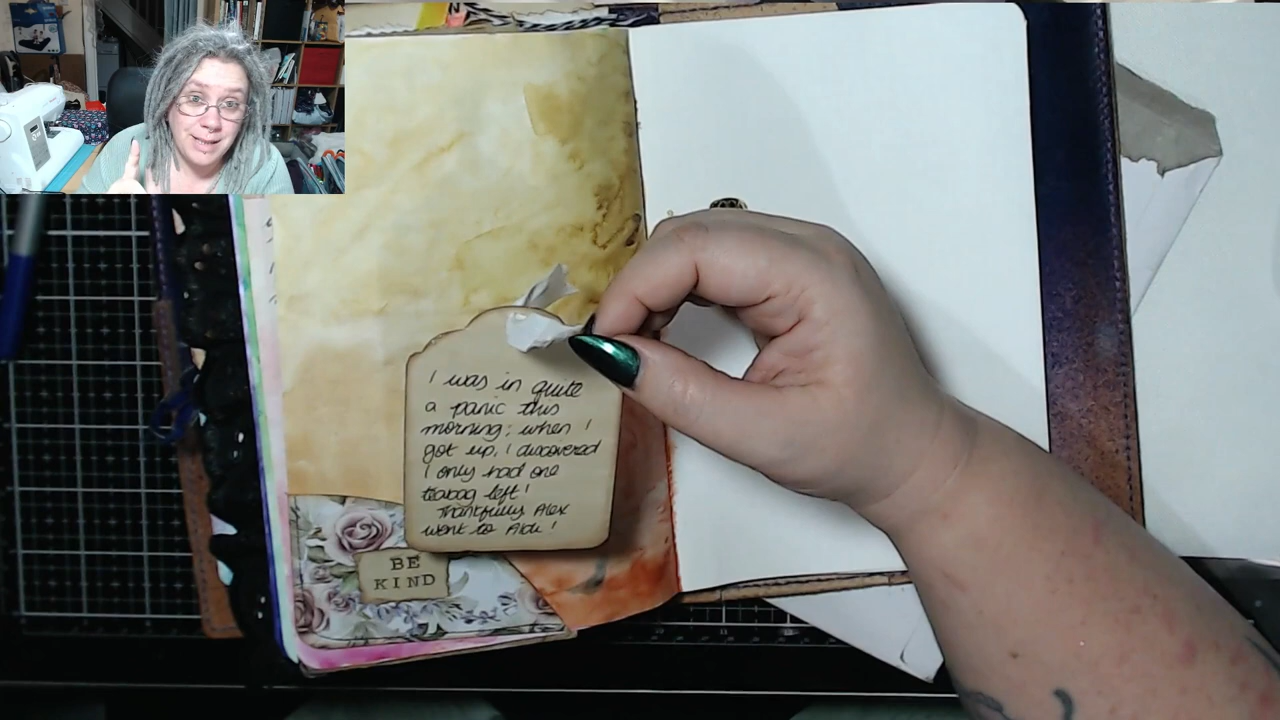 I was in quite
a panic this
morning; when I
got up, I discovered
I only had one
teabag left!
Thankfully Alex
went to Aldi!
BE
KIND